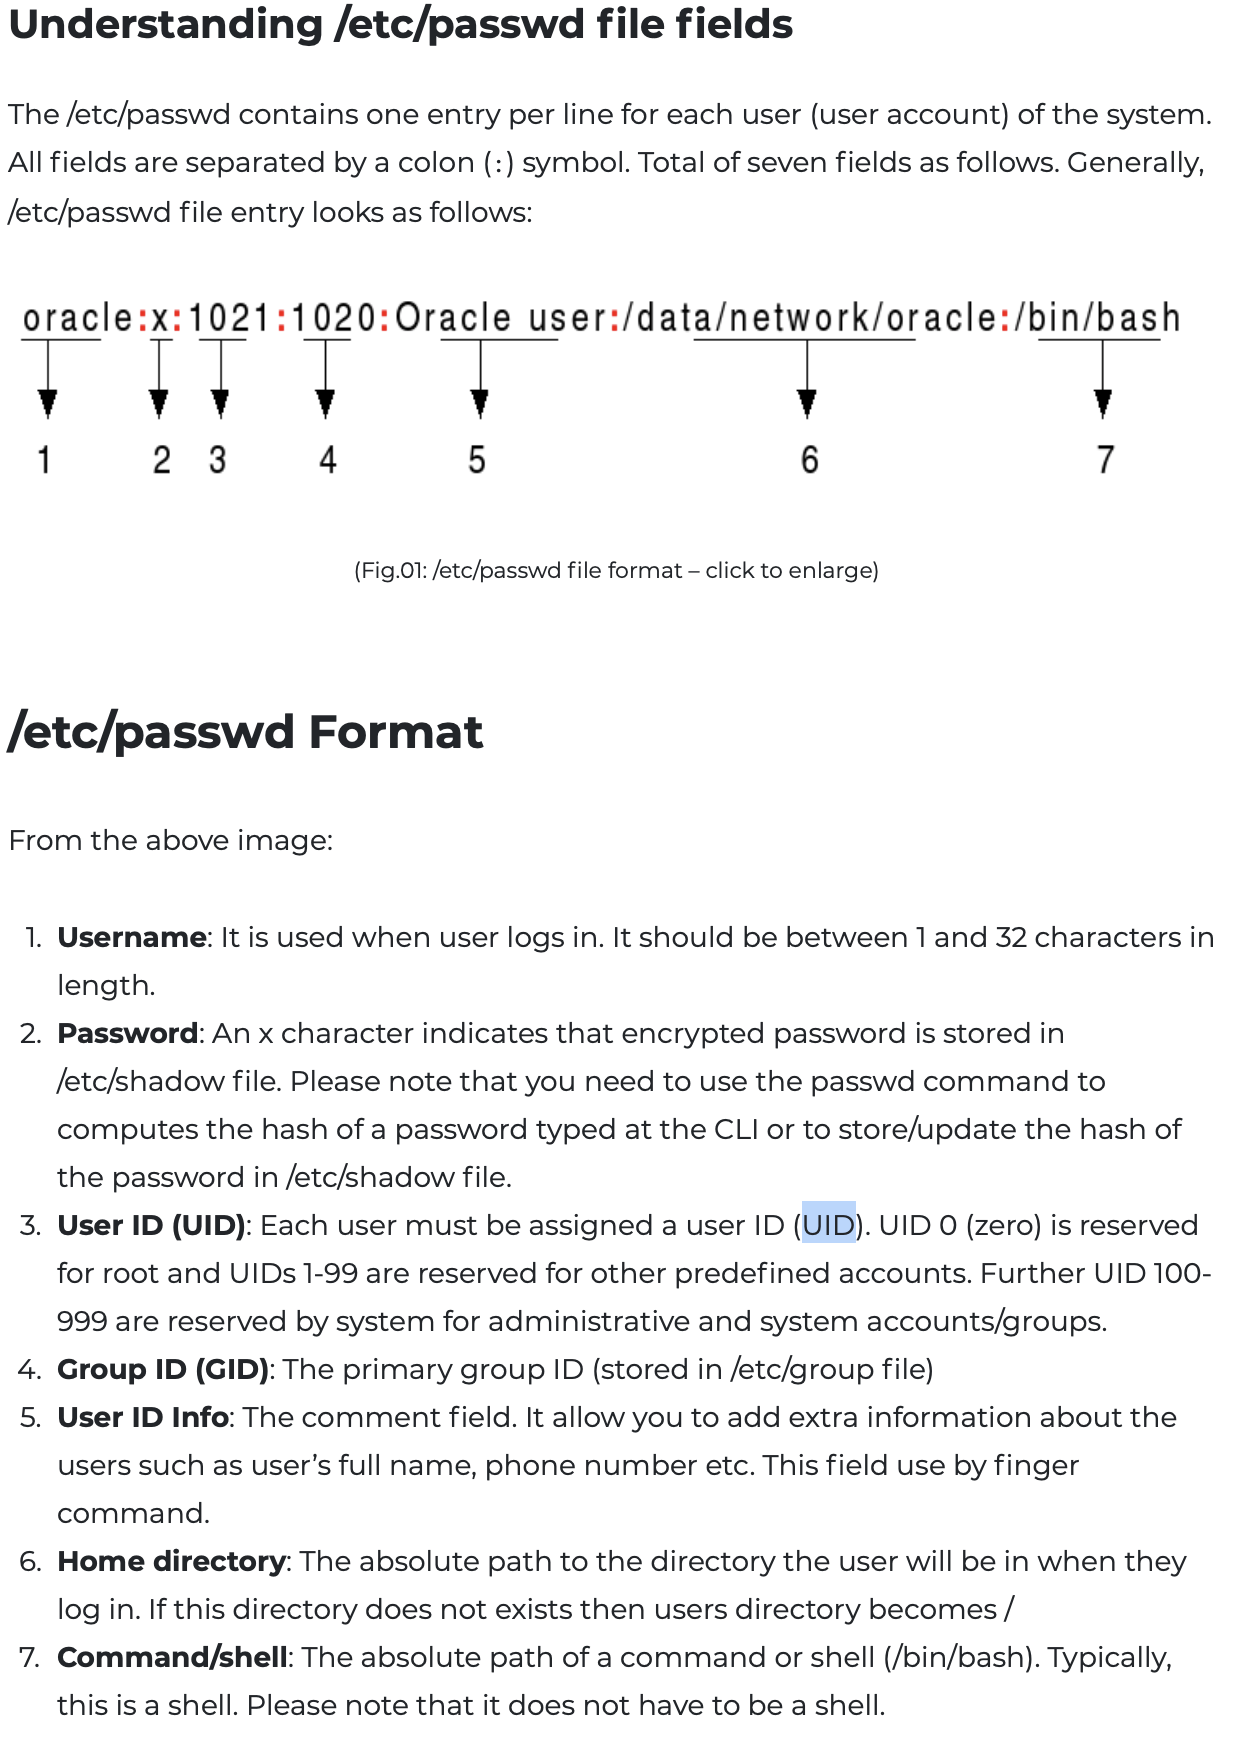 Understanding /etc/passwd file fields
The /etc/passwd contains one entry per line for each user (user account) of the system.
All fields are separated by a colon (:) symbol. Total of seven fields as follows. Generally,
/etc/passwd file entry looks as follows:
oracle:x:1021:1020:Oracle user:/data/network/oracle:/bin/bash
1 2 3 4 5 6 7
(Fig.01: /etc/passwd file format – click to enlarge)
/etc/passwd Format
From the above image:
1. Username: It is used when user logs in. It should be between 1 and 32 characters in
length.
2. Password: An x character indicates that encrypted password is stored in
/etc/shadow file. Please note that you need to use the passwd command to
computes the hash of a password typed at the CLI or to store/update the hash of
the password in /etc/shadow file.
3. User ID (UID): Each user must be assigned a user ID (UID). UID 0 (zero) is reserved
for root and UIDs 1-99 are reserved for other predefined accounts. Further UID 100-
999 are reserved by system for administrative and system accounts/groups.
4. Group ID (GID): The primary group ID (stored in /etc/group file)
5. User ID Info: The comment field. It allow you to add extra information about the
users such as user’s full name, phone number etc. This field use by finger
command.
6. Home directory: The absolute path to the directory the user will be in when they
log in. If this directory does not exists then users directory becomes /
7. Command/shell: The absolute path of a command or shell (/bin/bash). Typically,
this is a shell. Please note that it does not have to be a shell.